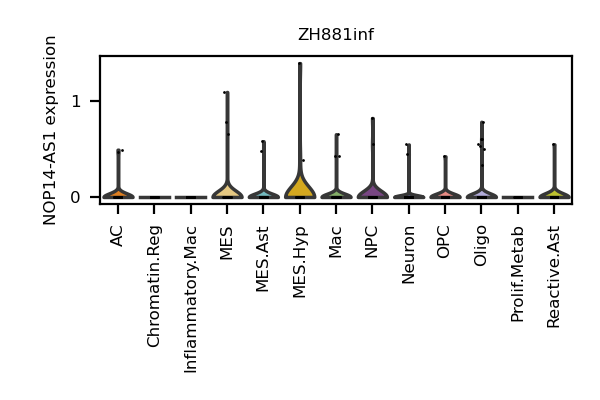 ZH881inf
NOP14-AS1 expression
1
0
AC
Chromatin.Reg
Inflammatory.Mac
MES
MES.Ast
MES.Hyp
Mac
NPC
Neuron
OPC
Oligo
Prolif.Metab
Reactive.Ast